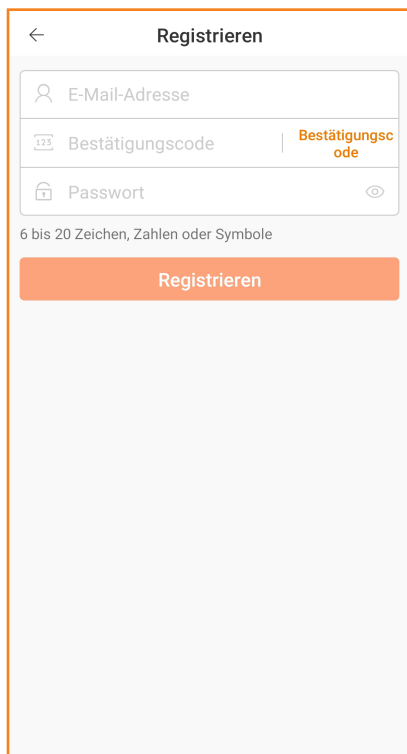 Registrieren
E-Mail-Adresse
123 Bestätigungscode Bestätigungsc
ode
Passwort
6 bis 20 Zeichen, Zahlen oder Symbole
Registrieren